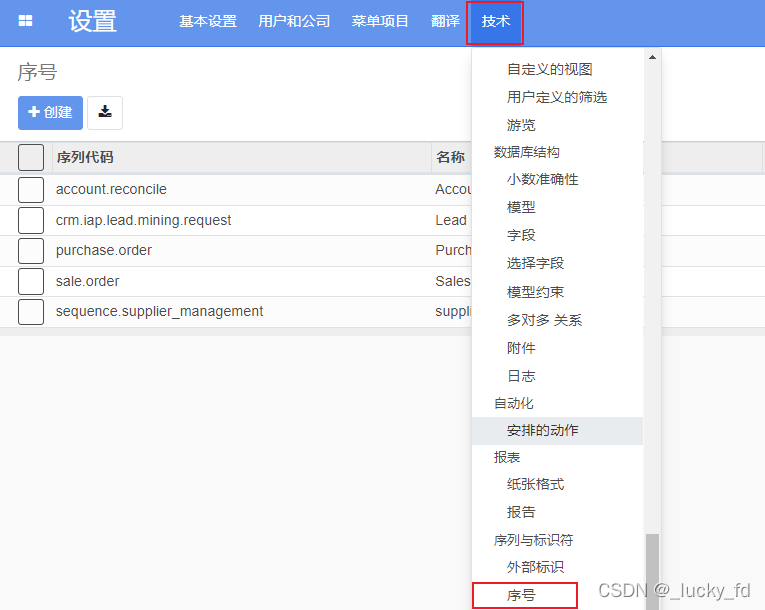 设置
基本设置 用户和公司 菜单项目 翻译 技术
序号
创建
序列代码 名称
account.reconcile Accou
crm.iap.lead.mining.request Lead
purchase.order Purch
sale.order Sales
sequence.supplier_management suppli
自定义的视图
用户定义的筛选
游览
数据库结构
小数准确性
模型
字段
选择字段
模型约束
多对多 关系
附件
日志
自动化
安排的动作
报表
纸张格式
报告
序列与标识符
外部标识
序号
CSDN @_lucky_fd